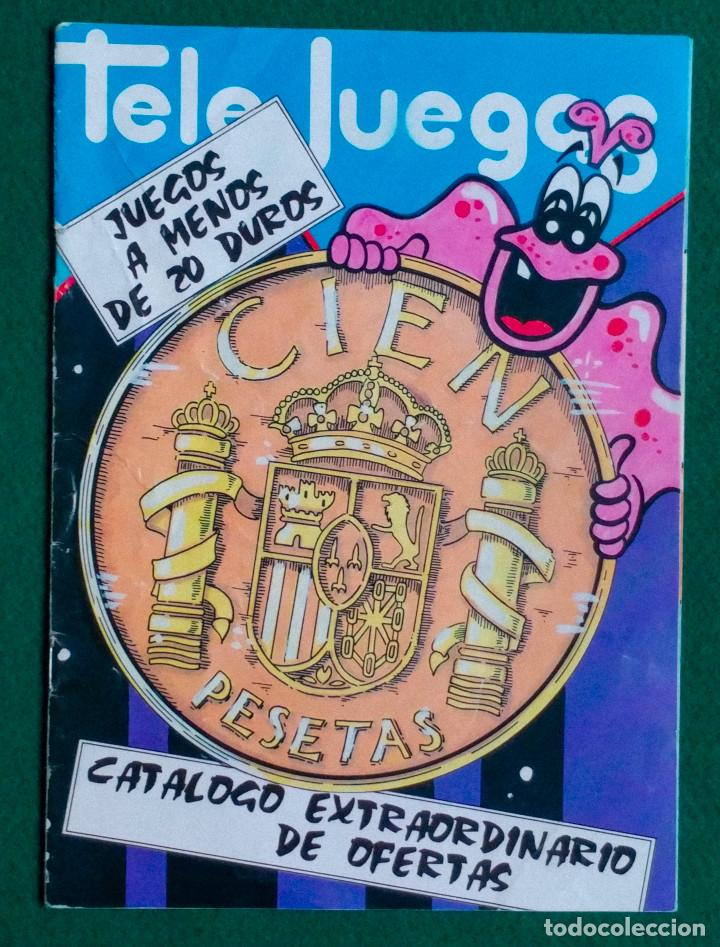 Tele Juegos
JUEGOS
A MENOS
DE 20 DUROS
CIEN
PESETAS
CATALOGO EXTRAORDINARIO
DE OFERTAS
todocoleccion